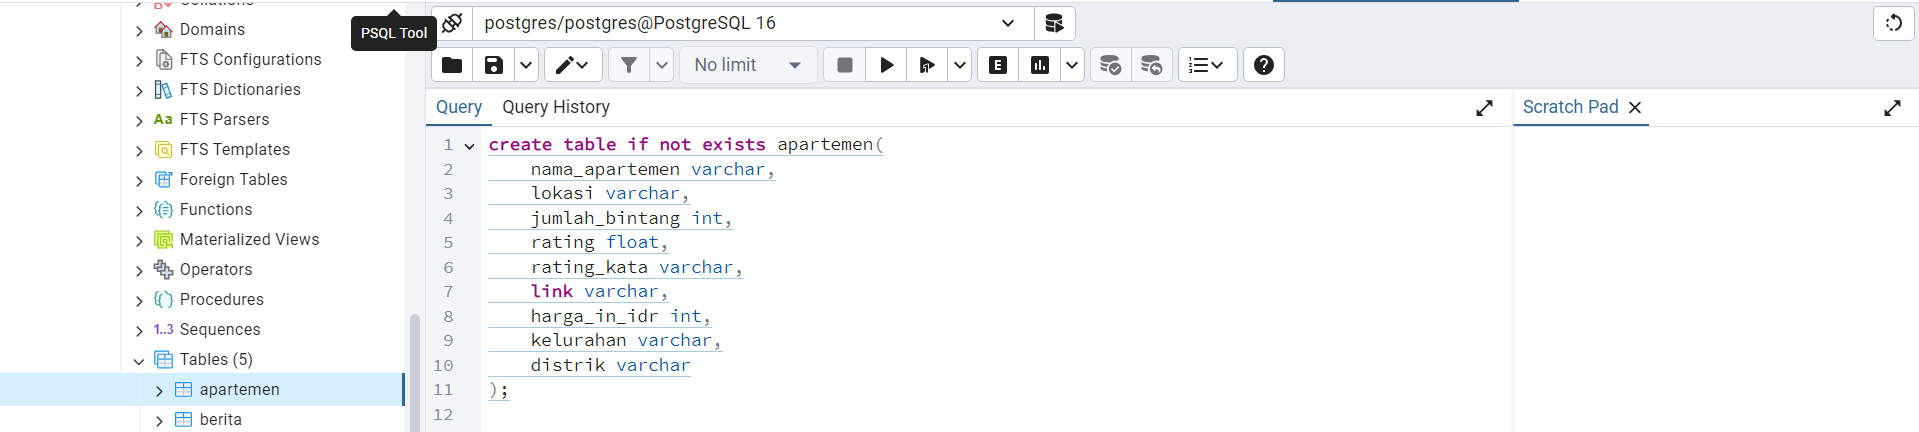 Domains
FTS Configurations
FTS Dictionaries
Aa FTS Parsers
FTS Templates
Foreign Tables
Functions
Materialized Views
Operators
Procedures
1..3 Sequences
Tables (5)
apartemen
berita
PSQL Tool
postgres/postgres@PostgreSQL 16
No limit
E
Query Query History
Scratch Pad
1 create table if not exists apartemen(
2 nama_apartemen varchar,
3 lokasi varchar,
4 jumlah_bintang int,
5 rating float,
6 rating_kata varchar,
7 link varchar,
8 harga_in_idr int,
9 kelurahan varchar,
10 distrik varchar
11 );
12